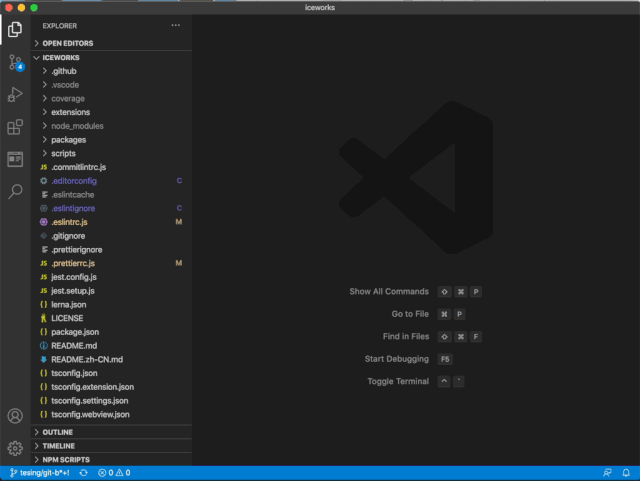 iceworks
EXPLORER
OPEN EDITORS
ICEWORKS
.github
.vscode
coverage
extensions
node_modules
packages
scripts
JS .commitlintrc.js
.editorconfig C
.eslintcache
.eslintignore C
.eslintrc.js M
.gitignore
.prettierignore
JS .prettierrc.js M
JS jest.config.js
JS jest.setup.js
{ } lerna.json
LICENSE
{ } package.json
README.md
README.zh-CN.md
{ } tsconfig.json
{ } tsconfig.extension.json
{ } tsconfig.settings.json
{ } tsconfig.webview.json
OUTLINE
TIMELINE
NPM SCRIPTS
4
Show All Commands ⇧ ⌘ P
Go to File ⌘ P
Find in Files ⇧ ⌘ F
Start Debugging F5
Toggle Terminal ^ `
tesing/git-b*+! 0 0